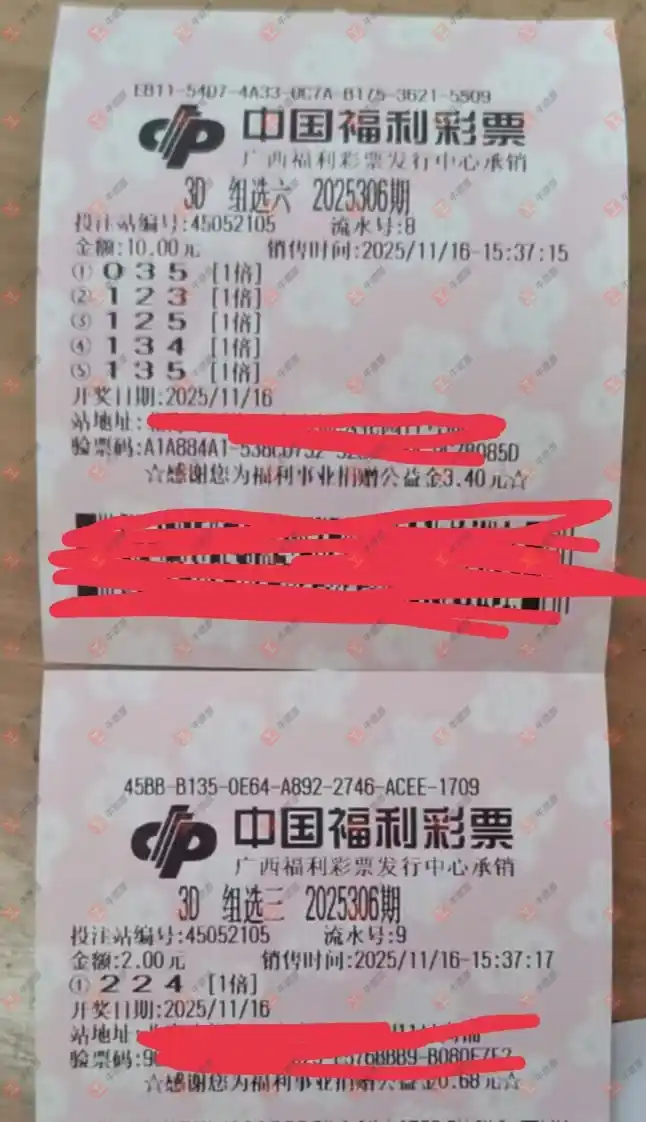 EB11-54D7-4A33-0C7A-B175-3621-5509
中国福利彩票
广西福利彩票发行中心承销
3D 组选六 2025306期
投注站编号:45052105 流水号:8
金额:10.00元 销售时间:2025/11/16-15:37:15
① 0 3 5 [1倍]
② 1 2 3 [1倍]
③ 1 2 5 [1倍]
④ 1 3 4 [1倍]
⑤ 1 3 5 [1倍]
开奖日期:2025/11/16
站地址:
验票码:A1A884A1-538CD732
☆感谢您为福利事业捐赠公益金3.40元☆
45BB-B135-0E64-A892-2746-ACEE-1709
中国福利彩票
广西福利彩票发行中心承销
3D 组选三 2025306期
投注站编号:45052105 流水号:9
金额:2.00元 销售时间:2025/11/16-15:37:17
① 2 2 4 [1倍]
开奖日期:2025/11/16
站地址:
验票码:9
☆感谢您为福利事业捐赠公益金0.68元☆